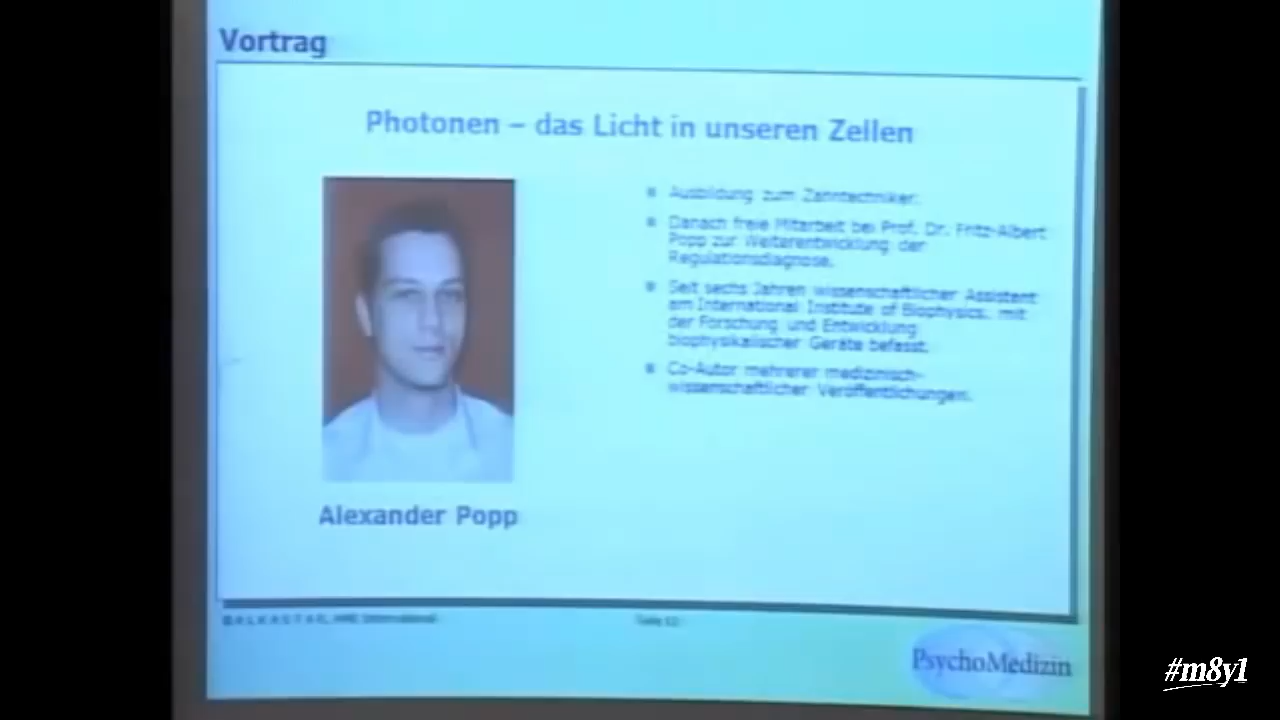 Vortrag
Photonen – das Licht in unseren Zellen
Ausbildung zum Zahntechniker.
Danach freie Mitarbeit bei Prof. Dr. Fritz-Albert
Popp zur Weiterentwicklung der
Regulationsdiagnose.
Seit sechs Jahren wissenschaftlicher Assistent
am International Institute of Biophysics, mit
der Forschung und Entwicklung
biophysikalischer Geräte befasst.
Co-Autor mehrerer medizinisch-
wissenschaftlicher Veröffentlichungen.
Alexander Popp
International
Seite
PsychoMedizin
#m8y1